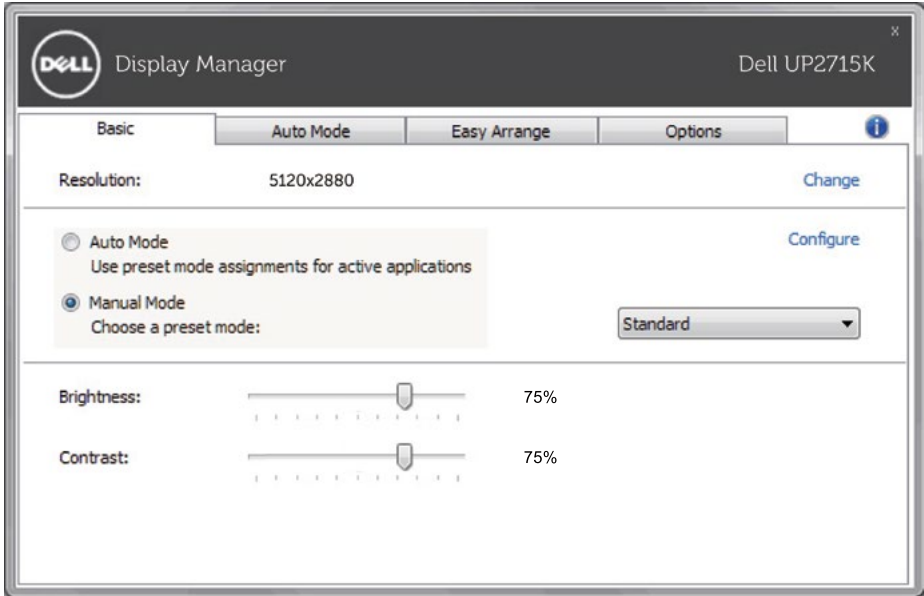 X
DELL Display Manager Dell UP2715K
Basic Auto Mode Easy Arrange Options i
Resolution: 5120x2880 Change
Auto Mode Configure
Use preset mode assignments for active applications
Manual Mode
Choose a preset mode: Standard
Brightness: 75%
Contrast: 75%